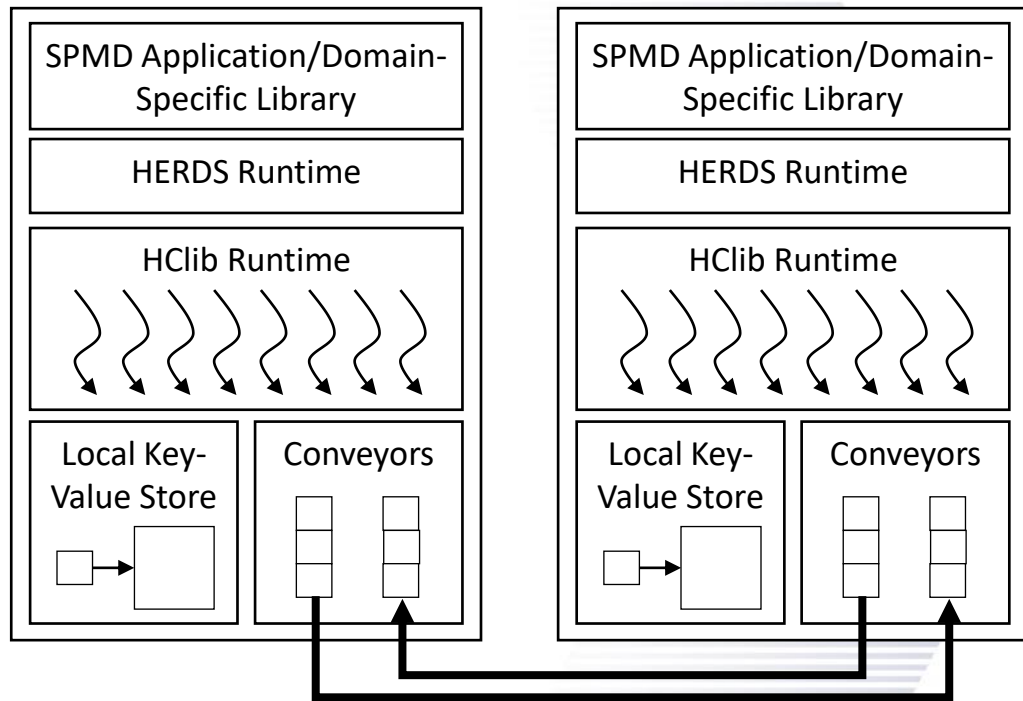 SPMD Application/Domain-
Specific Library
HERDS Runtime
HClib Runtime
Local Key-
Value Store
Conveyors
SPMD Application/Domain-
Specific Library
HERDS Runtime
HClib Runtime
Local Key-
Value Store
Conveyors